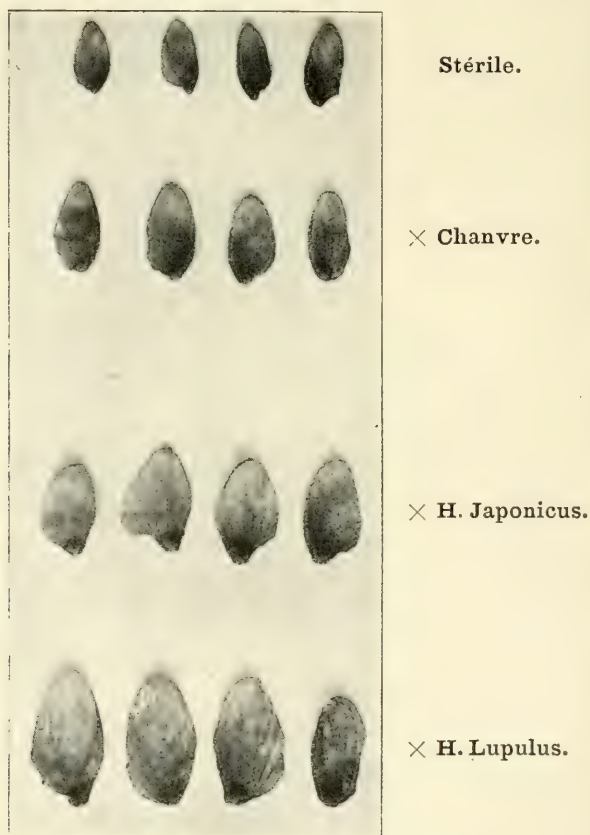 Stérile.
× Chanvre.
× H. Japonicus.
× H. Lupulus.